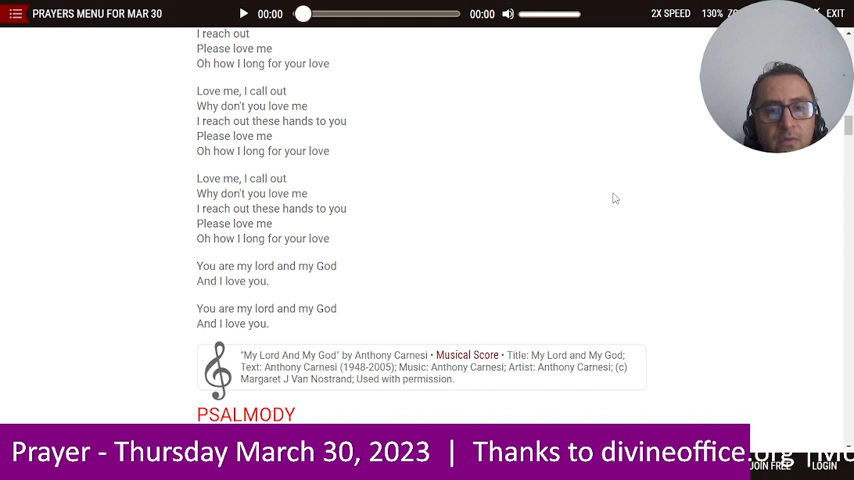 PRAYERS MENU FOR MAR 30
00:00
00:00
2X SPEED
130%
EXIT
I reach out
Please love me
Oh how I long for your love
Love me, I call out
Why don't you love me
I reach out these hands to you
Please love me
Oh how I long for your love
Love me, I call out
Why don't you love me
I reach out these hands to you
Please love me
Oh how I long for your love
You are my lord and my God
And I love you.
You are my lord and my God
And I love you.
"My Lord And My God" by Anthony Carnesi • Musical Score • Title: My Lord and My God;
Text: Anthony Carnesi (1948-2005); Music: Anthony Carnesi; Artist: Anthony Carnesi; (c)
Margaret J Van Nostrand; Used with permission.
PSALMODY
Prayer - Thursday March 30, 2023 | Thanks to divineoffice.org
JOIN FREE
LOGIN